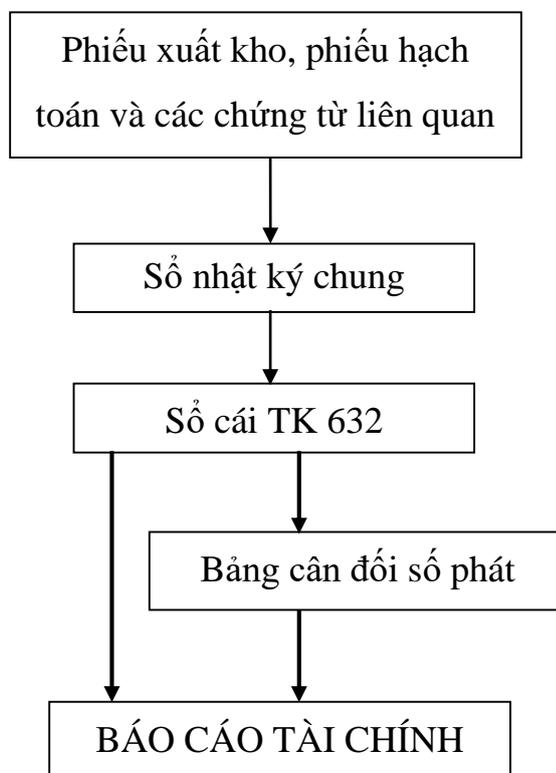 Phiếu xuất kho, phiếu hạch
toán và các chứng từ liên quan
Sổ nhật ký chung
Sổ cái TK 632
Bảng cân đối số phát
BÁO CÁO TÀI CHÍNH